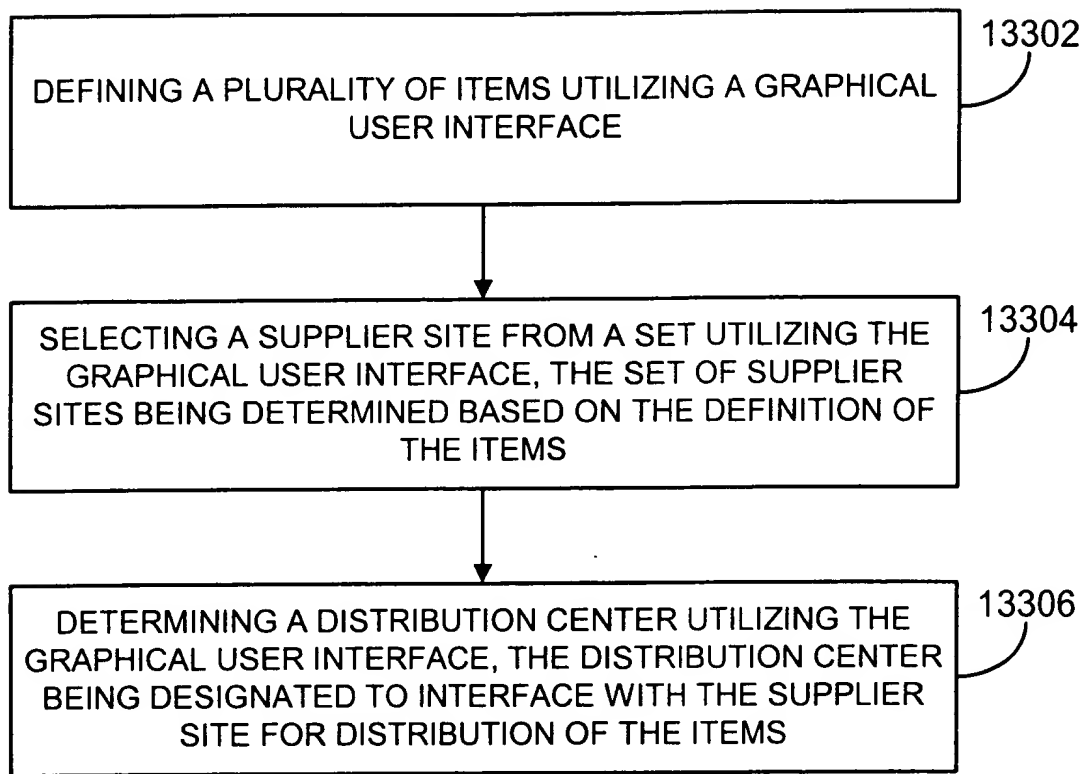 13302
DEFINING A PLURALITY OF ITEMS UTILIZING A GRAPHICAL
USER INTERFACE
13304
SELECTING A SUPPLIER SITE FROM A SET UTILIZING THE
GRAPHICAL USER INTERFACE, THE SET OF SUPPLIER
SITES BEING DETERMINED BASED ON THE DEFINITION OF
THE ITEMS
13306
DETERMINING A DISTRIBUTION CENTER UTILIZING THE
GRAPHICAL USER INTERFACE, THE DISTRIBUTION CENTER
BEING DESIGNATED TO INTERFACE WITH THE SUPPLIER
SITE FOR DISTRIBUTION OF THE ITEMS